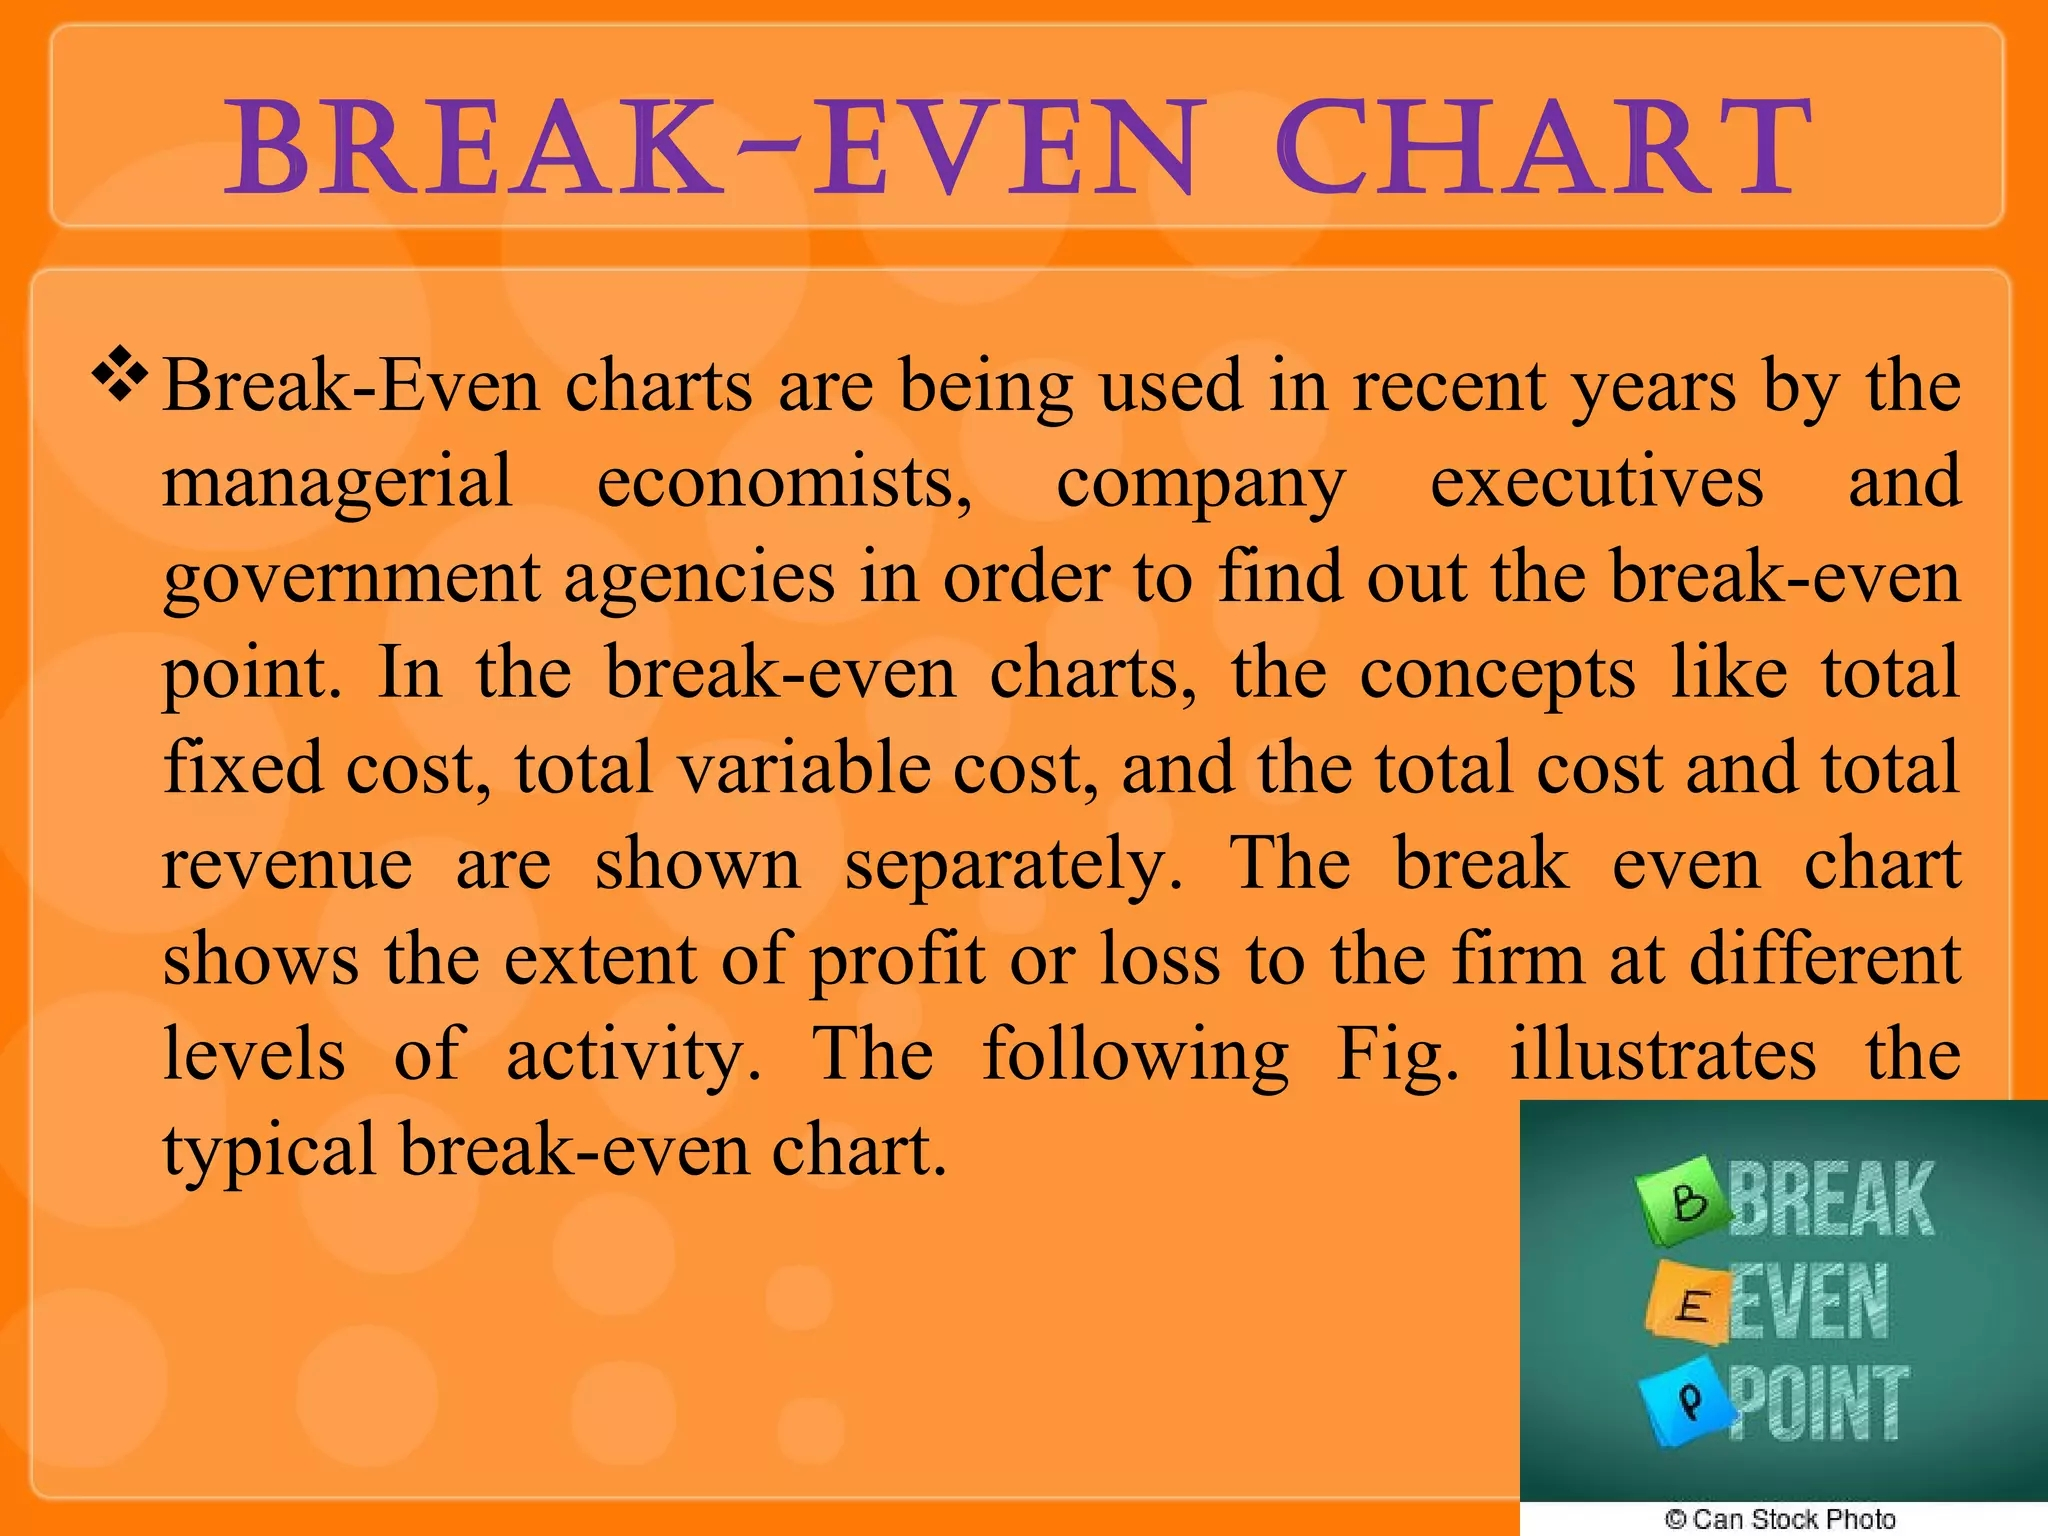 BREAK-EVEN CHART
Break-Even charts are being used in recent years by the
managerial economists, company executives and
government agencies in order to find out the break-even
point. In the break-even charts, the concepts like total
fixed cost, total variable cost, and the total cost and total
revenue are shown separately. The break even chart
shows the extent of profit or loss to the firm at different
levels of activity. The following Fig. illustrates the
typical break-even chart.
B BREAK
E EVEN
P POINT
© Can Stock Photo